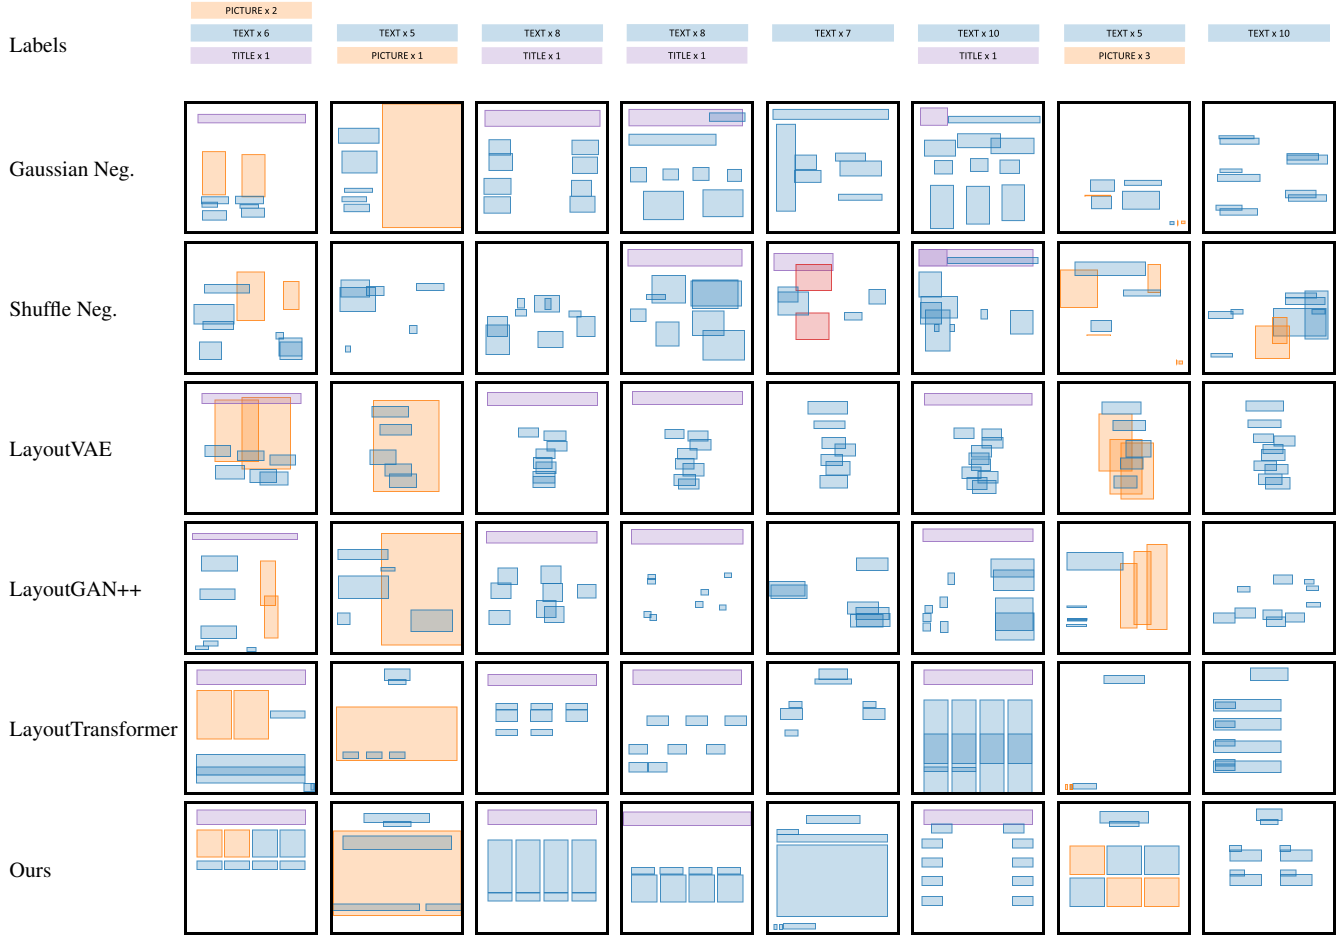 PICTURE x 2
Labels
TEXT x 6 TEXT x 5 TEXT x 8 TEXT x 8 TEXT x 7 TEXT x 10 TEXT x 5 TEXT x 10
TITLE x 1 PICTURE x 1 TITLE x 1 TITLE x 1 TITLE x 1 PICTURE x 3
Gaussian Neg.
Shuffle Neg.
LayoutVAE
LayoutGAN++
LayoutTransformer
Ours